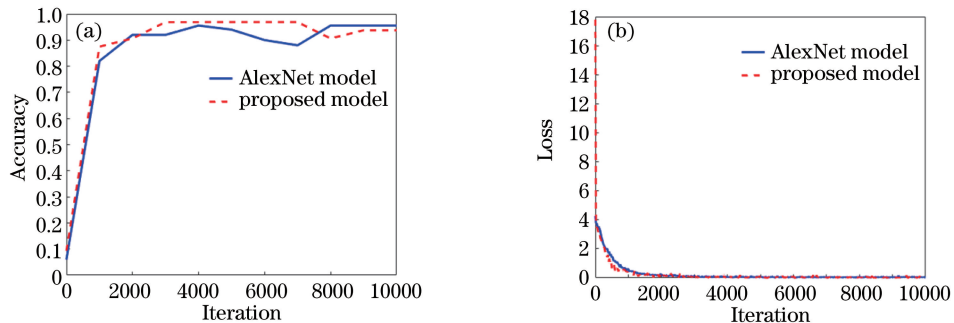 (a)
1.0
0.9
0.8
0.7
0.6
0.5
0.4
0.3
0.2
0.1
0
Accuracy
AlexNet model
proposed model
0 2000 4000 6000 8000 10000
Iteration
(b)
18
16
14
12
10
8
6
4
2
0
Loss
AlexNet model
proposed model
0 2000 4000 6000 8000 10000
Iteration